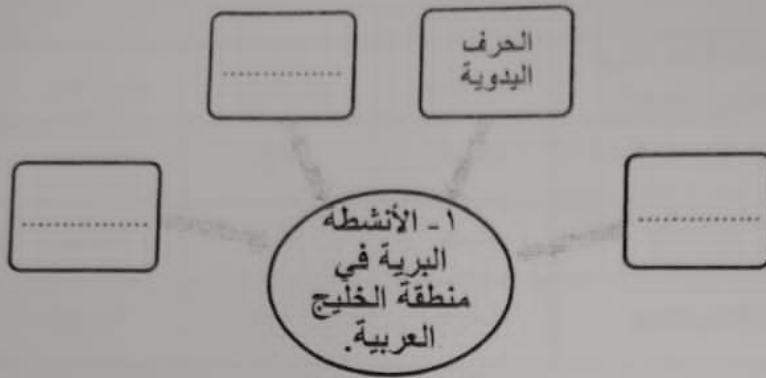 الحرف
اليدوية
....................
....................
....................
١ - الأنشطه
البرية في
منطقة الخليج
العربية.